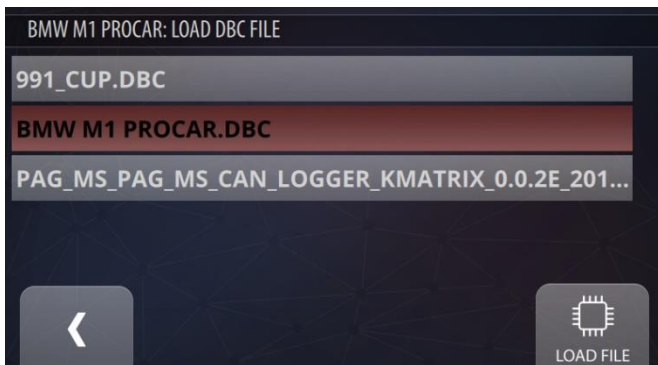 BMW M1 PROCAR: LOAD DBC FILE
991_CUP.DBC
BMW M1 PROCAR.DBC
PAG_MS_PAG_MS_CAN_LOGGER_KMATRIX_0.0.2E_201...
LOAD FILE